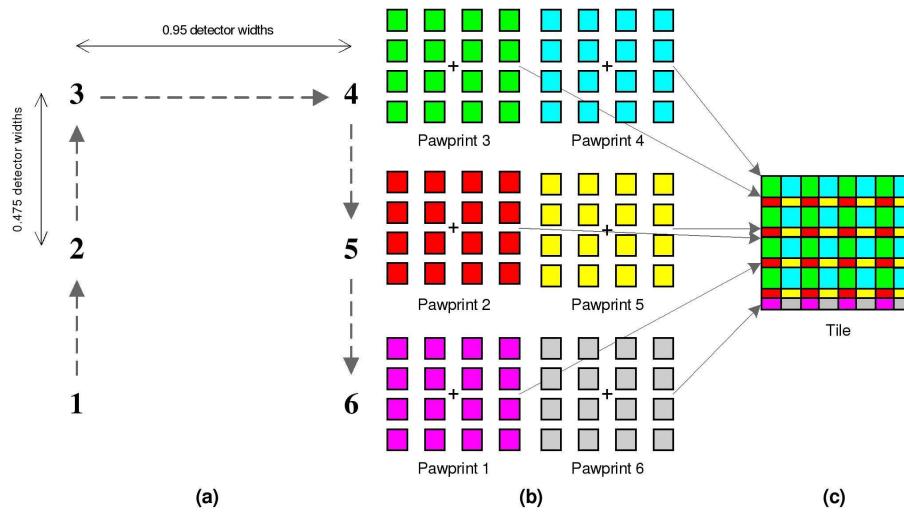 0.95 detector widths
3
4
0.475 detector widths
2
5
1
6
Pawprint 3
Pawprint 4
Pawprint 2
Pawprint 5
Pawprint 1
Pawprint 6
Tile
(a)
(b)
(c)